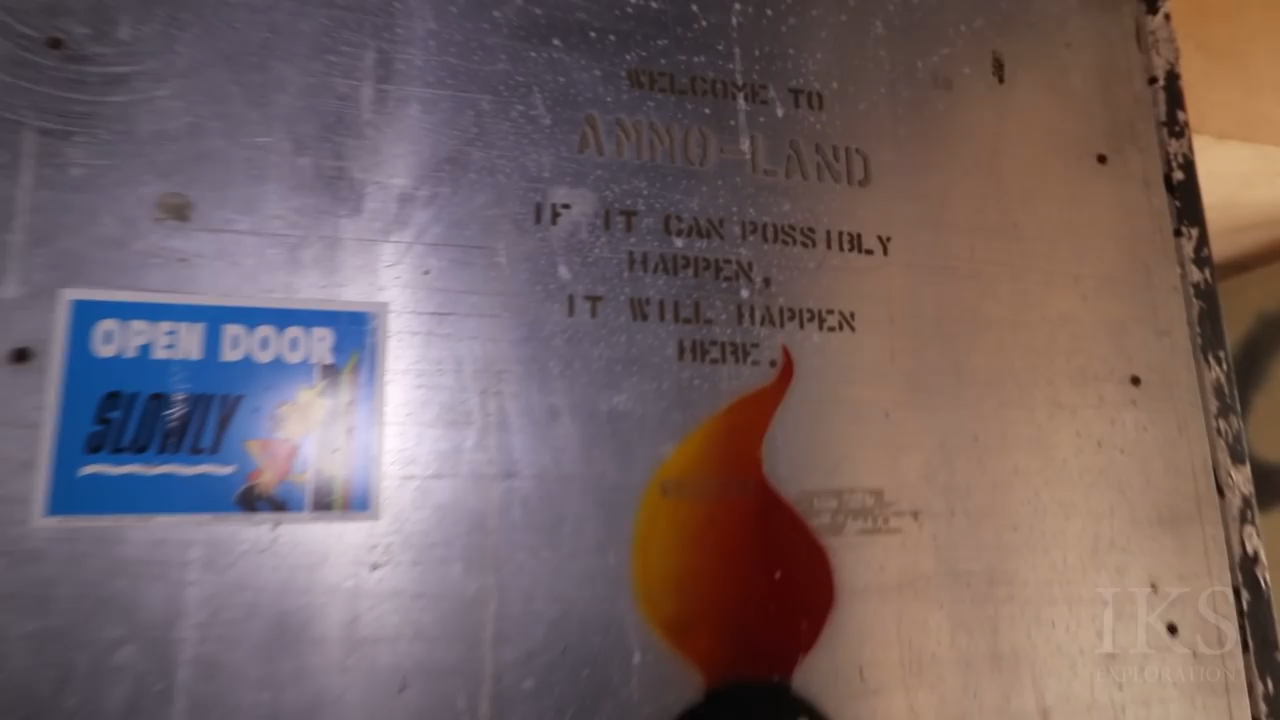 WELCOME TO
AMMO-LAND
IF IT CAN POSSIBLY
HAPPEN,
IT WILL HAPPEN
HERE.
OPEN DOOR
SLOWLY
IKS
EXPLORATION